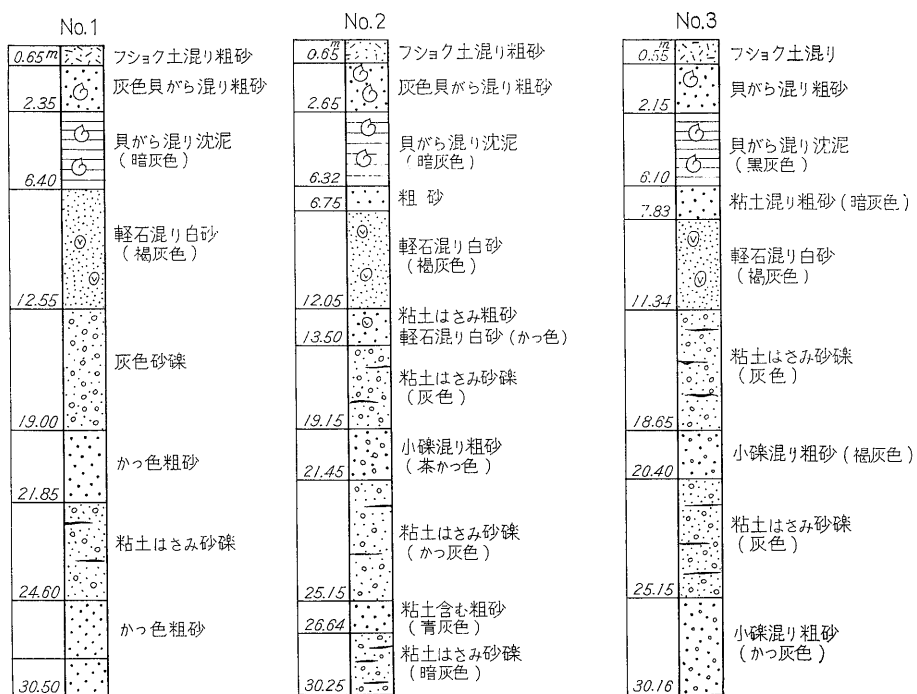 No.1
0.65m フショク土混り粗砂
2.35 灰色貝がら混り粗砂
貝がら混り沈泥
(暗灰色)
6.40
軽石混り白砂
(褐灰色)
12.55
灰色砂礫
19.00
かっ色粗砂
21.85
粘土はさみ砂礫
24.60
かっ色粗砂
30.50
No.2
0.65m フショク土混り粗砂
2.65 灰色貝がら混り粗砂
貝がら混り沈泥
(暗灰色)
6.32
6.75 粗砂
軽石混り白砂
(褐灰色)
12.05
粘土はさみ粗砂
13.50 軽石混り白砂(かっ色)
粘土はさみ砂礫
(灰色)
19.15
小礫混り粗砂
21.45 (茶かっ色)
粘土はさみ砂礫
(かっ灰色)
25.15
粘土含む粗砂
26.64 (青灰色)
粘土はさみ砂礫
(暗灰色)
30.25
No.3
0.55m フショク土混り
2.15 貝がら混り粗砂
貝がら混り沈泥
(黒灰色)
6.10
7.83 粘土混り粗砂(暗灰色)
軽石混り白砂
(褐灰色)
11.34
粘土はさみ砂礫
(灰色)
18.65
20.40 小礫混り粗砂(褐灰色)
粘土はさみ砂礫
(灰色)
25.15
小礫混り粗砂
(かっ灰色)
30.16